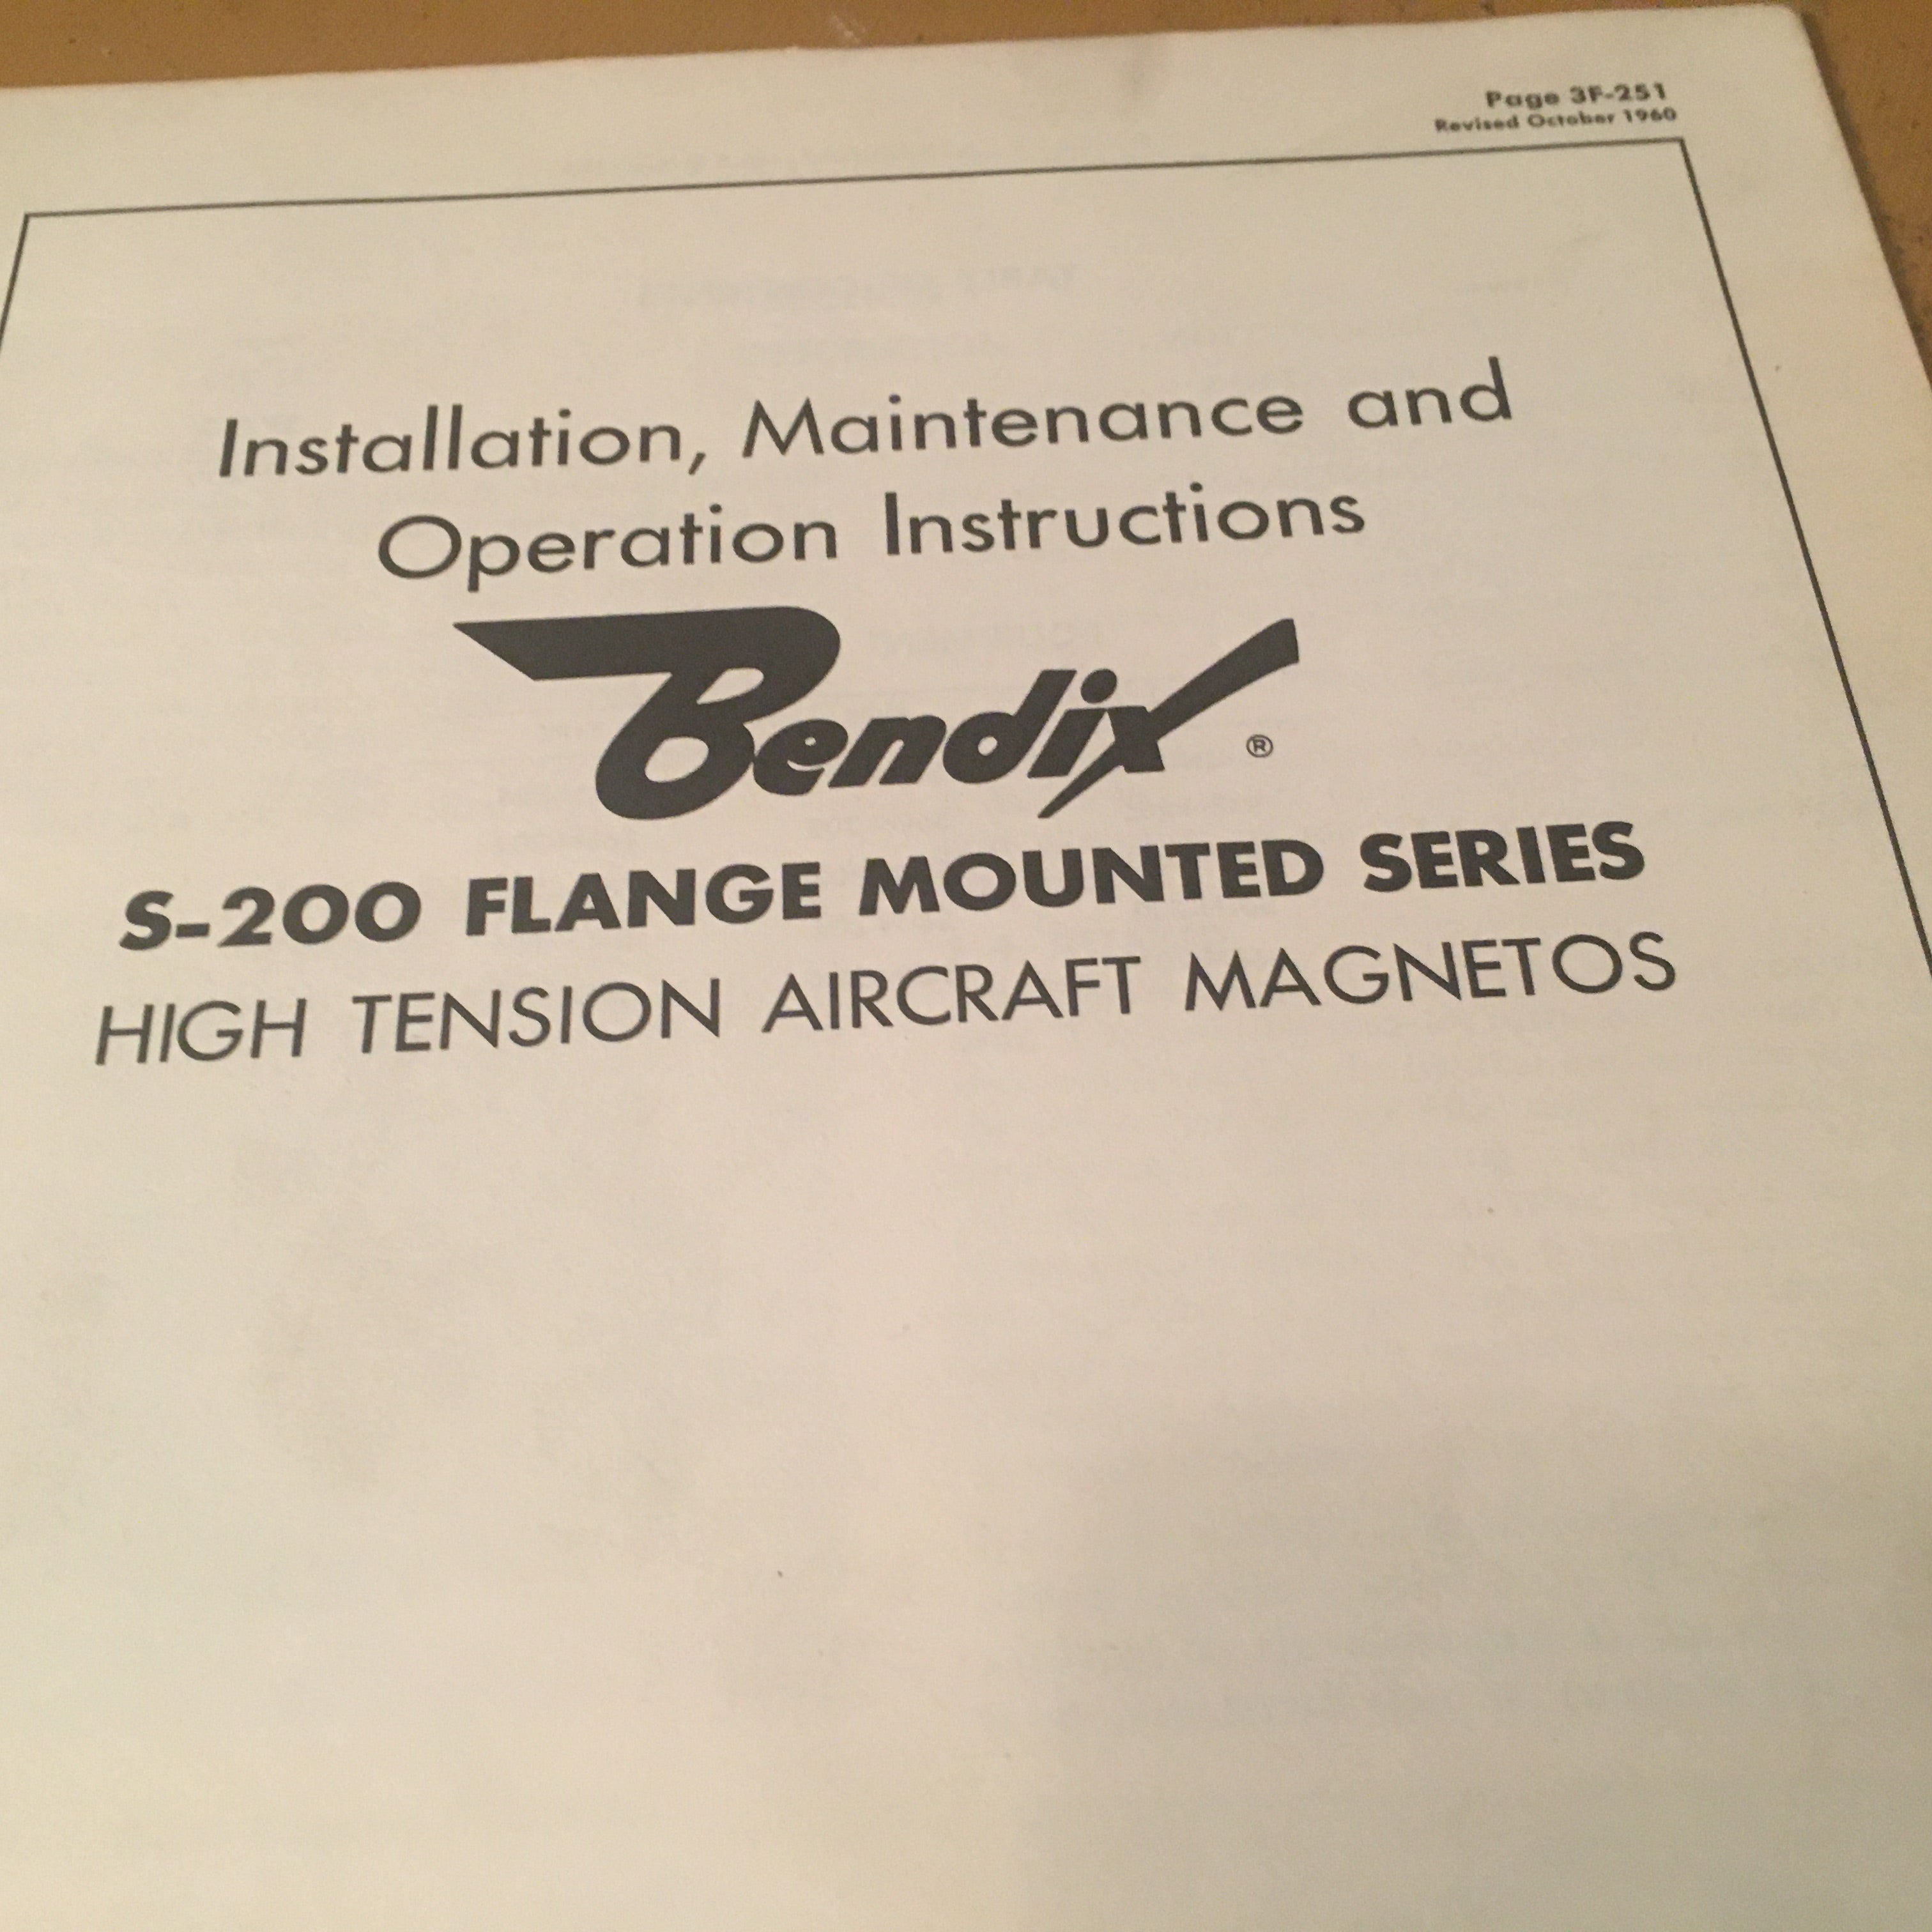 Page 3F-251
Revised October 1960
Installation, Maintenance and
Operation Instructions
Bendix ®
S-200 FLANGE MOUNTED SERIES
HIGH TENSION AIRCRAFT MAGNETOS